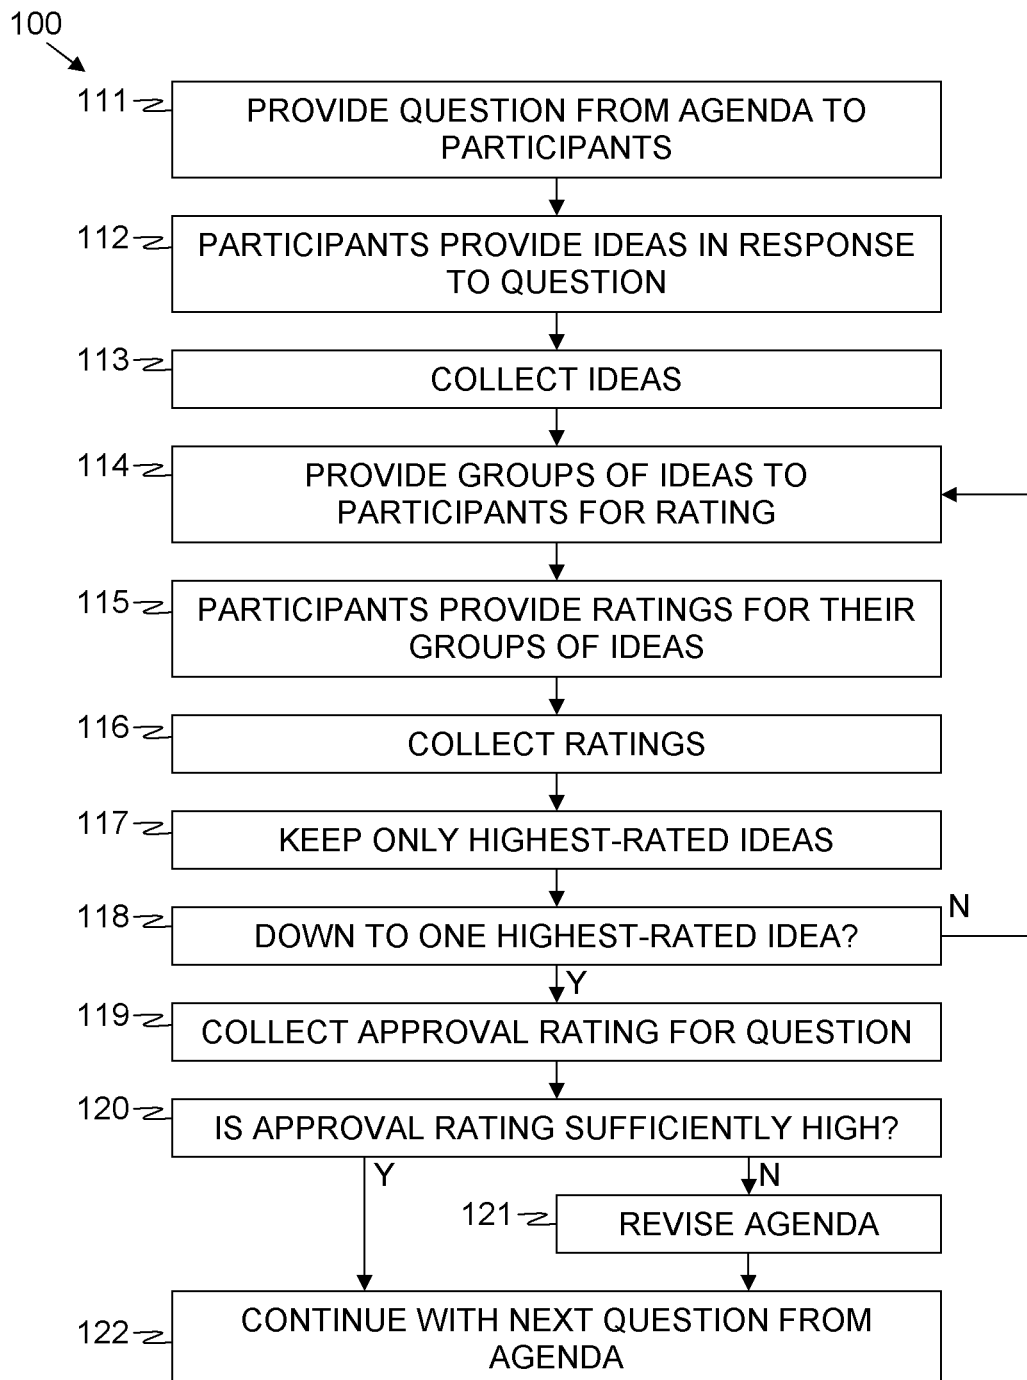 100
111
PROVIDE QUESTION FROM AGENDA TO
PARTICIPANTS
112
PARTICIPANTS PROVIDE IDEAS IN RESPONSE
TO QUESTION
113
COLLECT IDEAS
114
PROVIDE GROUPS OF IDEAS TO
PARTICIPANTS FOR RATING
115
PARTICIPANTS PROVIDE RATINGS FOR THEIR
GROUPS OF IDEAS
116
COLLECT RATINGS
117
KEEP ONLY HIGHEST-RATED IDEAS
118
DOWN TO ONE HIGHEST-RATED IDEA?
N
Y
119
COLLECT APPROVAL RATING FOR QUESTION
120
IS APPROVAL RATING SUFFICIENTLY HIGH?
Y
N
121
REVISE AGENDA
122
CONTINUE WITH NEXT QUESTION FROM
AGENDA